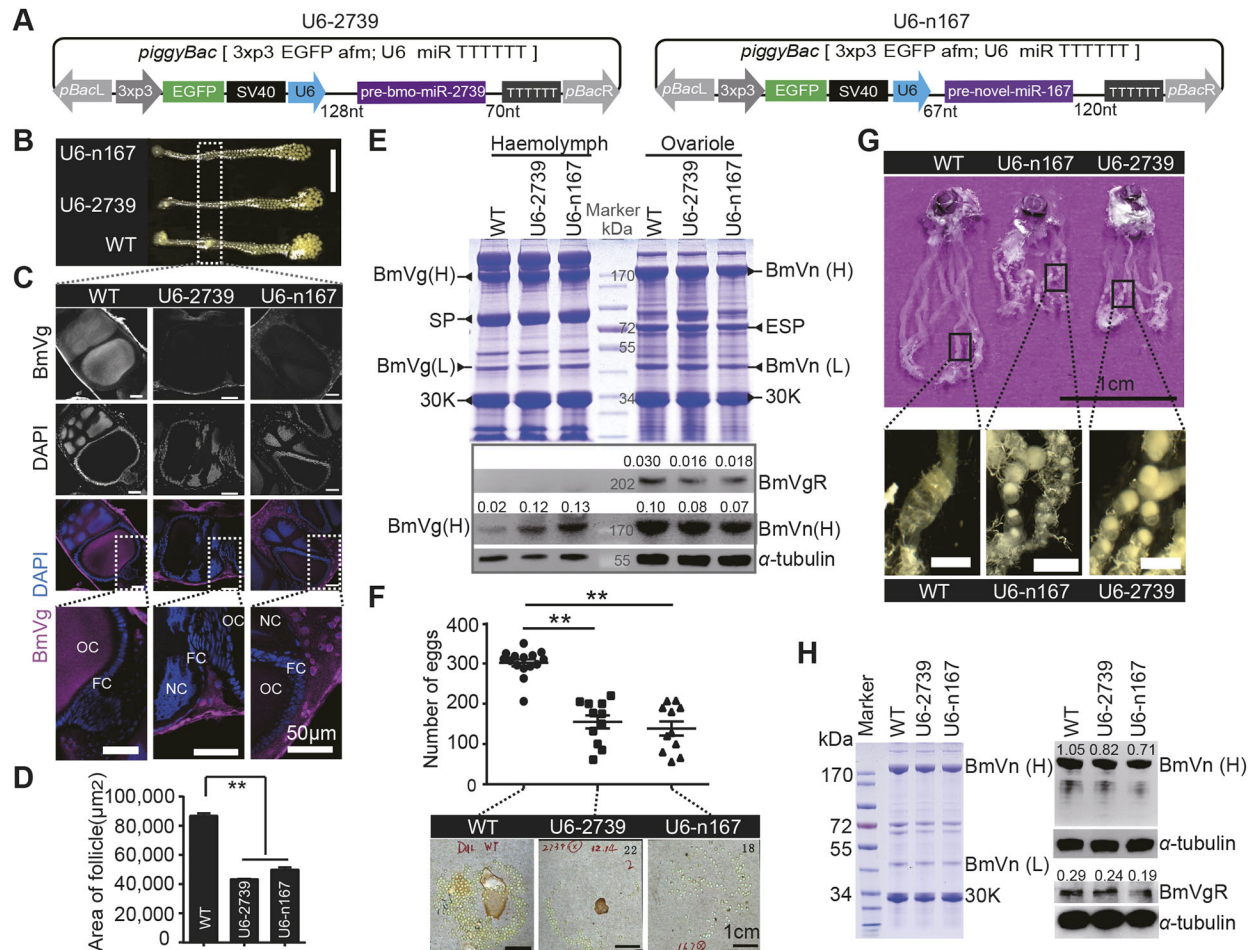 A
U6-2739
piggyBac [ 3xp3 EGFP afm; U6 miR TTTTTT ]
pBacL 3xp3 EGFP SV40 U6 pre-bmo-miR-2739 TTTTTT pBacR
128nt 70nt
U6-n167
piggyBac [ 3xp3 EGFP afm; U6 miR TTTTTT ]
pBacL 3xp3 EGFP SV40 U6 pre-novel-miR-167 TTTTTT pBacR
67nt 120nt
B
U6-n167
U6-2739
WT
C
WT U6-2739 U6-n167
BmVg
DAPI
BmVg DAPI
OC FC
OC FC NC
NC FC OC
50µm
D
Area of follicle(µm2)
100,000
80,000
60,000
40,000
20,000
0
**
WT U6-2739 U6-n167
E
Haemolymph Ovariole
WT U6-2739 U6-n167 Marker kDa WT U6-2739 U6-n167
BmVg(H) 170 BmVn (H)
SP 72 ESP
55
BmVg(L) BmVn (L)
30K 34 30K
0.030 0.016 0.018
202 BmVgR
0.02 0.12 0.13 0.10 0.08 0.07
BmVg(H) 170 BmVn(H)
55 α-tubulin
F
**
**
Number of eggs
400
300
200
100
0
WT U6-2739 U6-n167
WT
2739 12.14
22
2
18
167
1cm
G
WT U6-n167 U6-2739
1cm
WT U6-n167 U6-2739
H
Marker WT U6-2739 U6-n167
kDa
170 BmVn (H)
72
55
BmVn (L)
34 30K
WT U6-2739 U6-n167
1.05 0.82 0.71
BmVn (H)
α-tubulin
0.29 0.24 0.19
BmVgR
α-tubulin